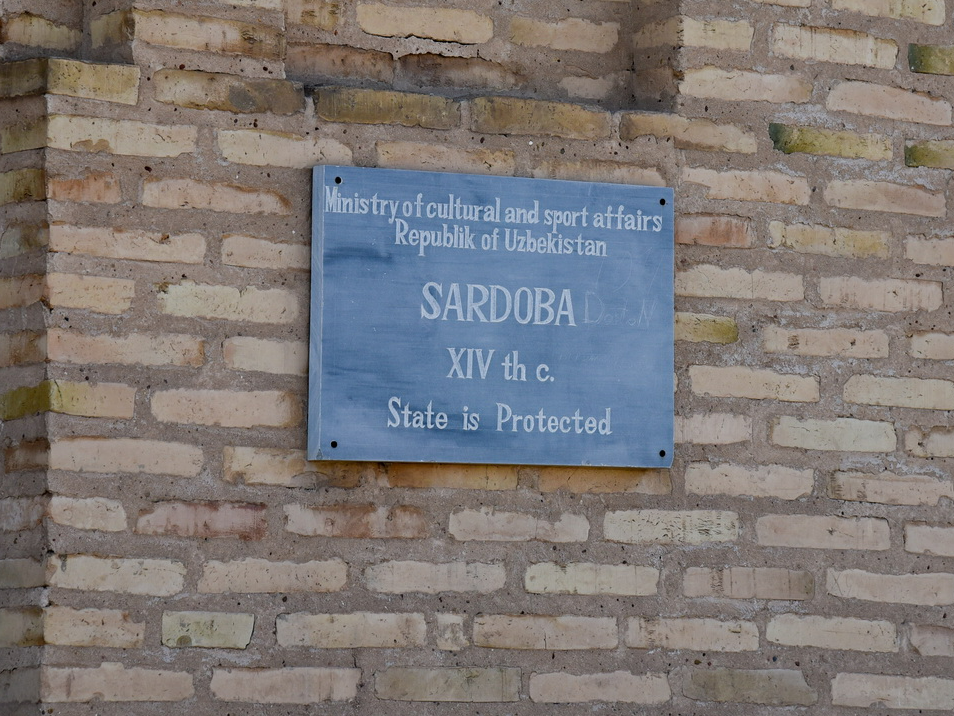 Ministry of cultural and sport affairs
Republik of Uzbekistan
SARDOBA
XIV th c.
State is Protected